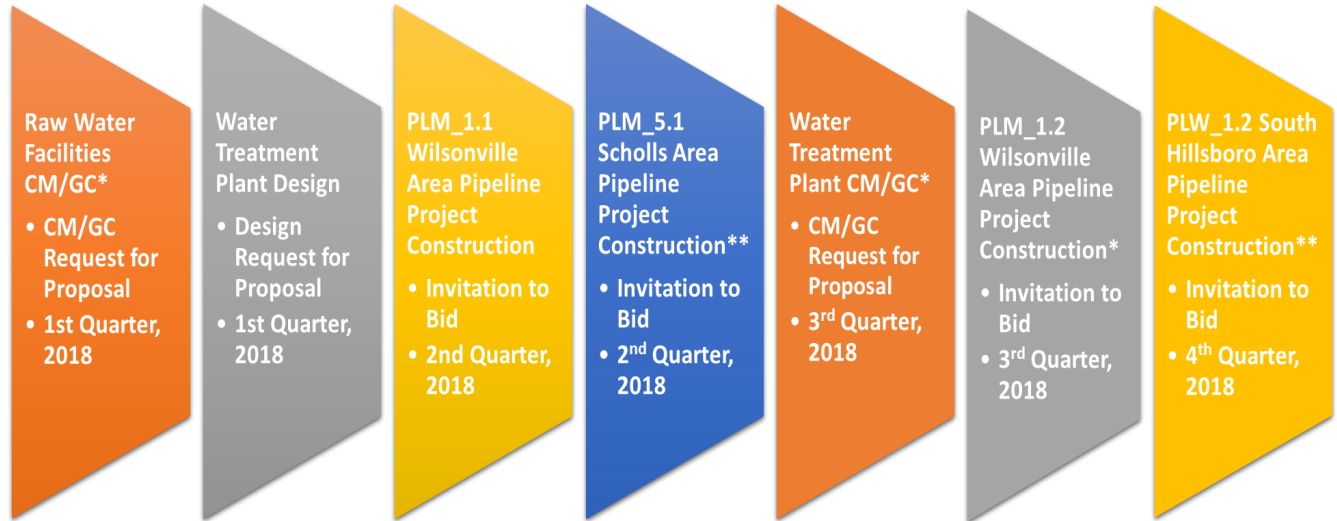 Raw Water
Facilities
CM/GC*
• CM/GC
Request for
Proposal
• 1st Quarter,
2018
Water
Treatment
Plant Design
• Design
Request for
Proposal
• 1st Quarter,
2018
PLM_1.1
Wilsonville
Area Pipeline
Project
Construction
• Invitation to
Bid
• 2nd Quarter,
2018
PLM_5.1
Scholls Area
Pipeline
Project
Construction**
• Invitation to
Bid
• 2nd Quarter,
2018
Water
Treatment
Plant CM/GC*
• CM/GC
Request for
Proposal
• 3rd Quarter,
2018
PLM_1.2
Wilsonville
Area Pipeline
Project
Construction*
• Invitation to
Bid
• 3rd Quarter,
2018
PLW_1.2 South
Hillsboro Area
Pipeline
Project
Construction**
• Invitation to
Bid
• 4th Quarter,
2018